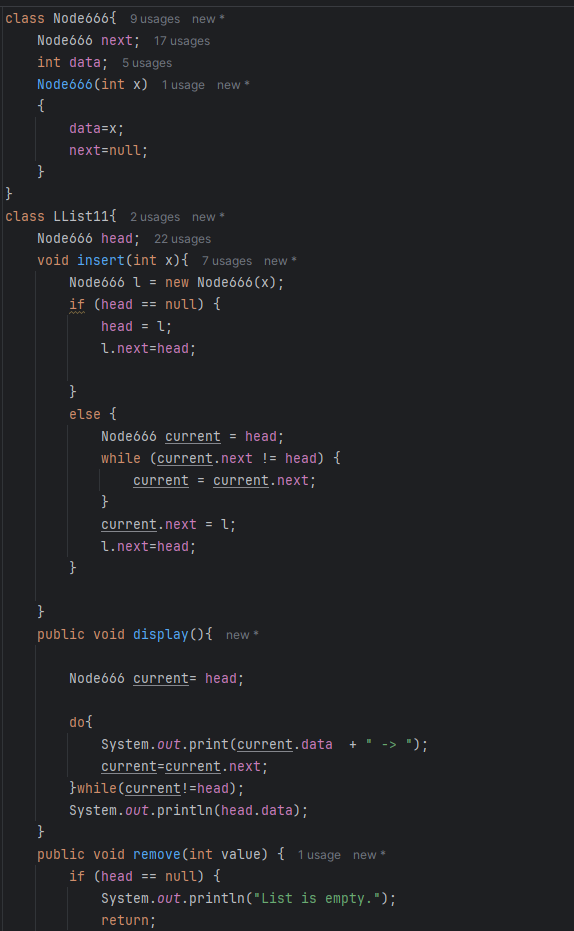 class Node666{  9 usages  new *
    Node666 next;  17 usages
    int data;  5 usages
    Node666(int x)  1 usage  new *
    {
        data=x;
        next=null;
    }
}
class LList11{  2 usages  new *
    Node666 head;  22 usages
    void insert(int x){  7 usages  new *
        Node666 l = new Node666(x);
        if (head == null) {
            head = l;
            l.next=head;
        }
        else {
            Node666 current = head;
            while (current.next != head) {
                current = current.next;
            }
            current.next = l;
            l.next=head;
        }
    }
    public void display(){  new *
        Node666 current= head;
        do{
            System.out.print(current.data  + " -> ");
            current=current.next;
        }while(current!=head);
        System.out.println(head.data);
    }
    public void remove(int value) {  1 usage  new *
        if (head == null) {
            System.out.println("List is empty.");
            return;